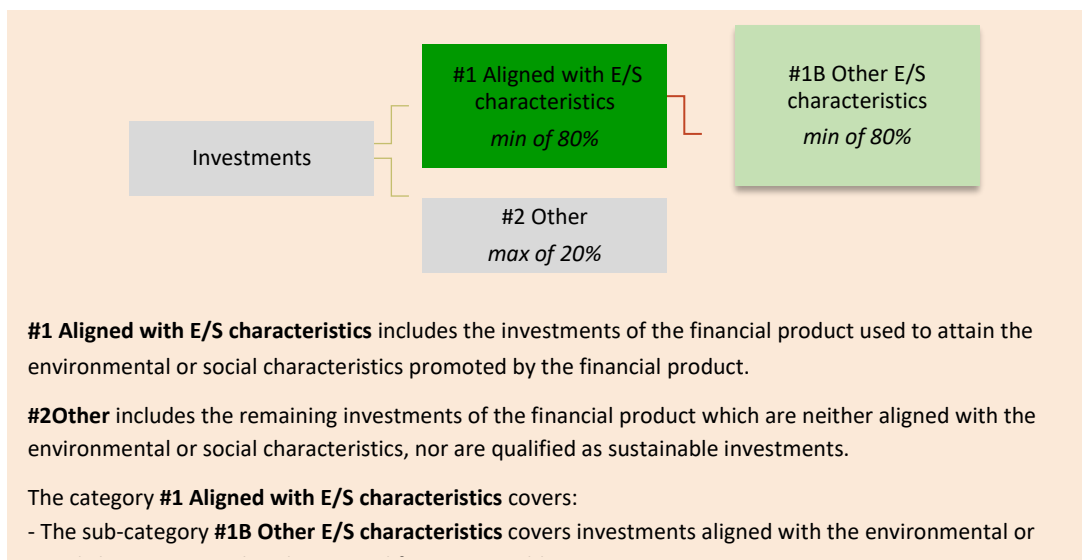 #1 Aligned with E/S
characteristics
min of 80%
#1B Other E/S
characteristics
min of 80%
Investments
#2 Other
max of 20%
#1 Aligned with E/S characteristics includes the investments of the financial product used to attain the
environmental or social characteristics promoted by the financial product.
#2Other includes the remaining investments of the financial product which are neither aligned with the
environmental or social characteristics, nor are qualified as sustainable investments.
The category #1 Aligned with E/S characteristics covers:
- The sub-category #1B Other E/S characteristics covers investments aligned with the environmental or